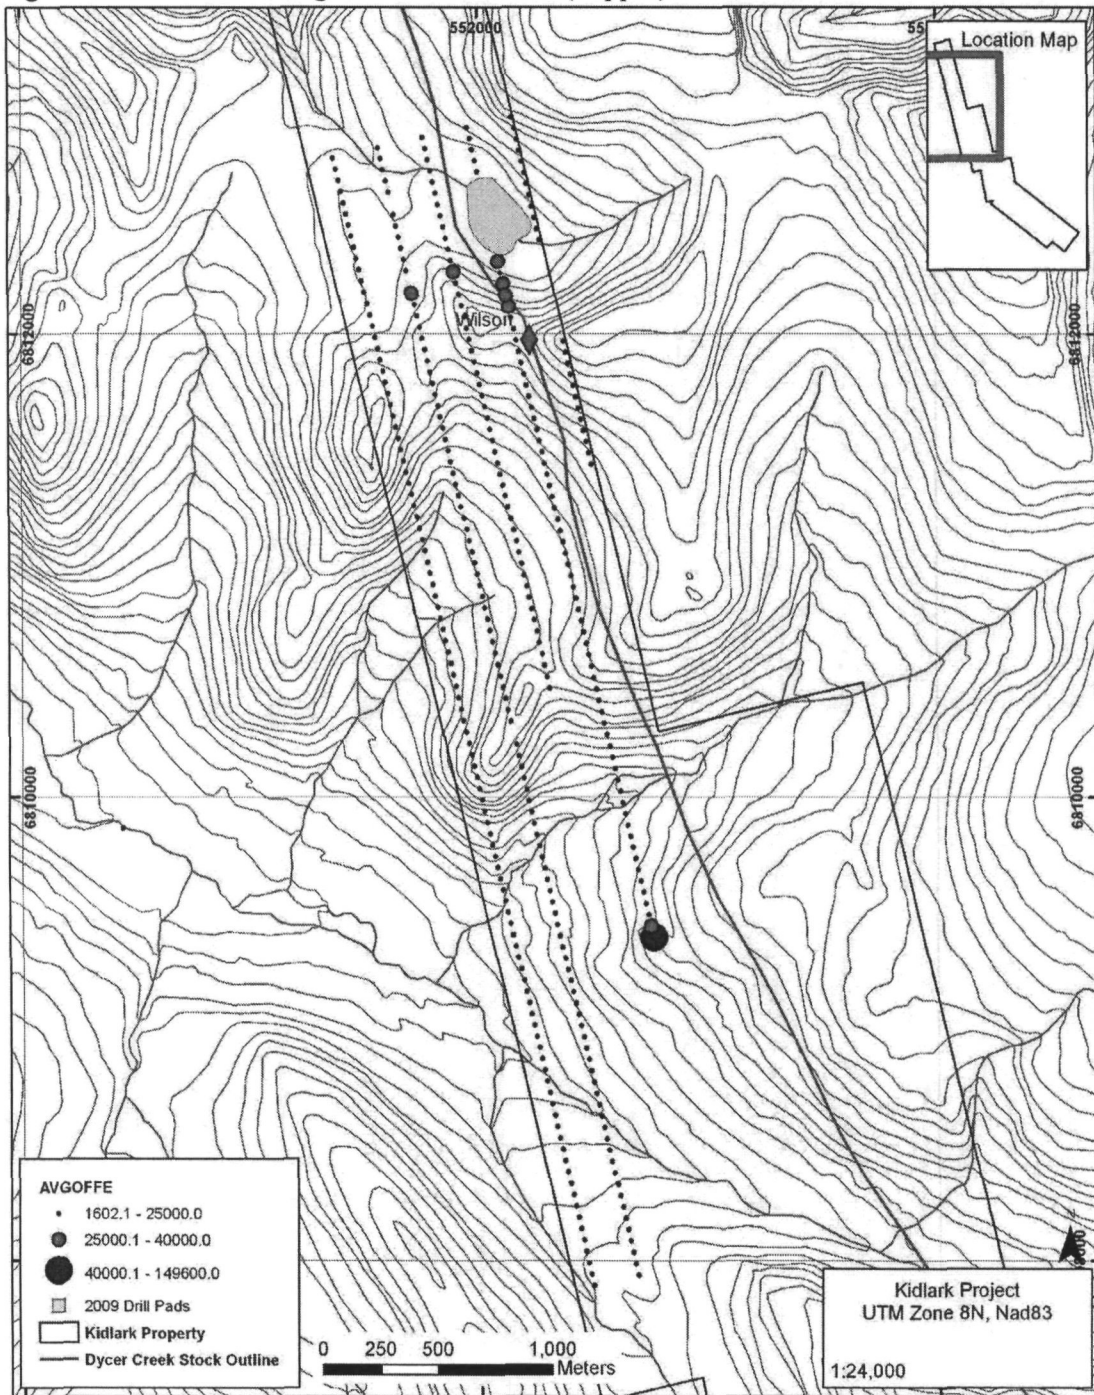 552000
Location Map
6812000
6812000
Wilson
6810000
6810000
AVGOFFE
1602.1 - 25000.0
25000.1 - 40000.0
40000.1 - 149600.0
2009 Drill Pads
Kidlark Property
Dycer Creek Stock Outline
0 250 500 1,000
Meters
Kidlark Project
UTM Zone 8N, Nad83
1:24,000